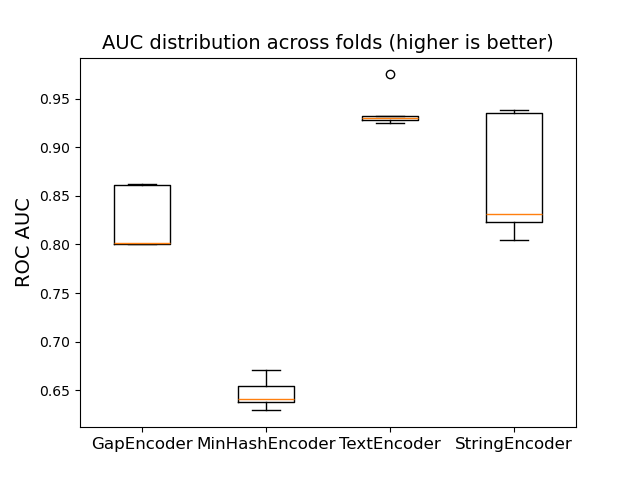 AUC distribution across folds (higher is better)
ROC AUC
0.95
0.90
0.85
0.80
0.75
0.70
0.65
GapEncoder MinHashEncoder TextEncoder StringEncoder